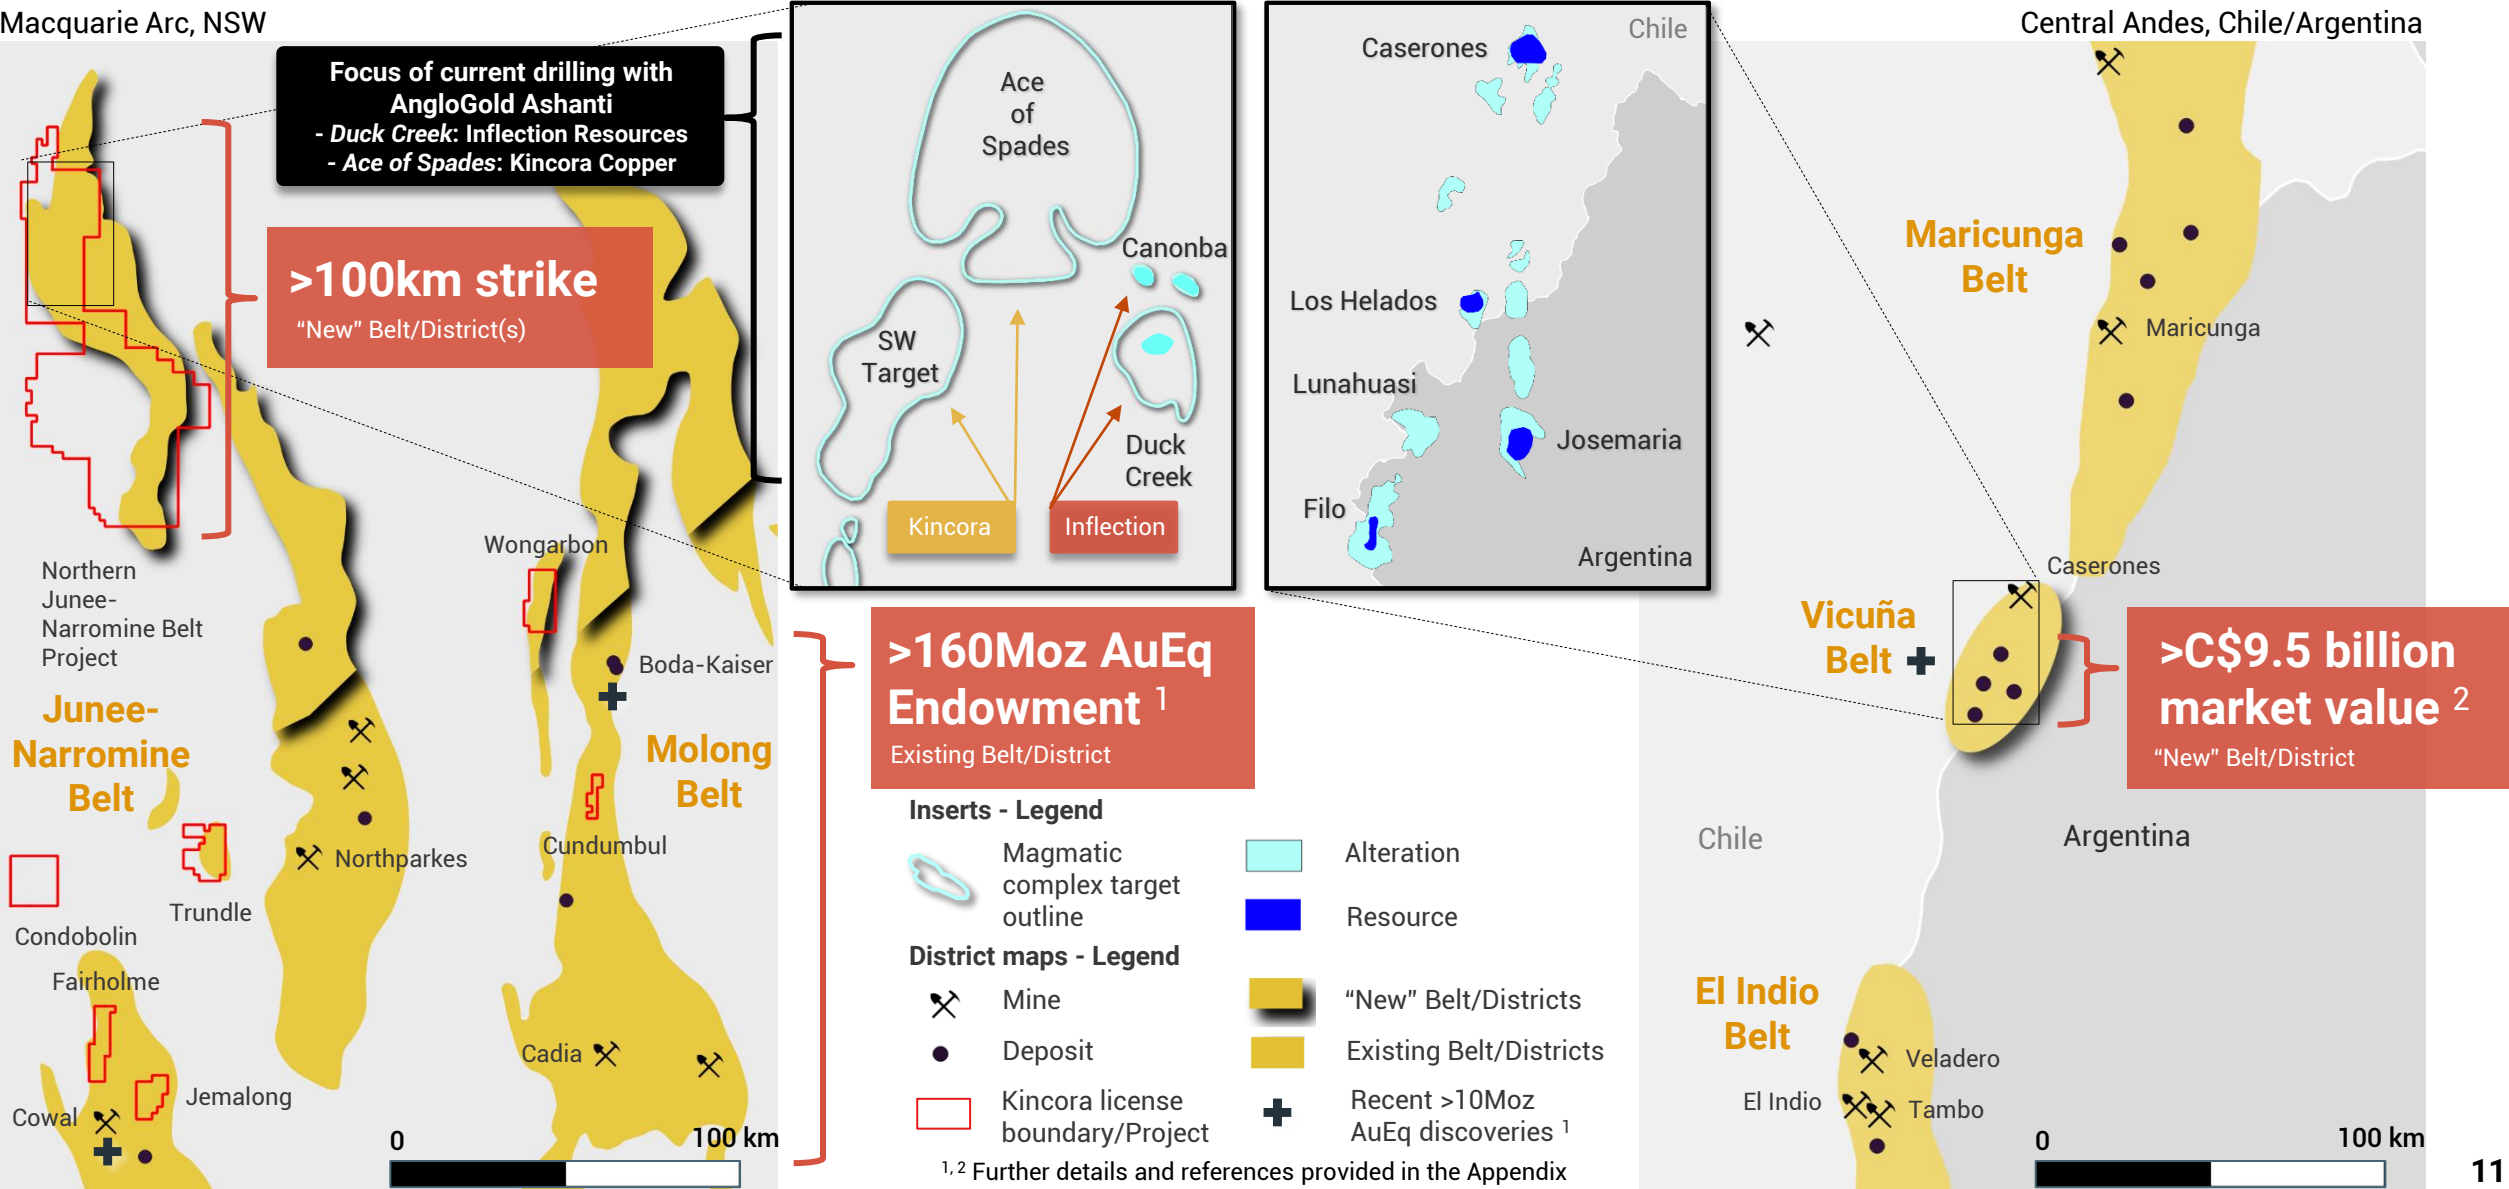 Macquarie Arc, NSW
Central Andes, Chile/Argentina
Focus of current drilling with
AngloGold Ashanti
- Duck Creek: Inflection Resources
- Ace of Spades: Kincora Copper
>100km strike
“New” Belt/District(s)
Northern
Junee-
Narromine Belt
Project
Junee-
Narromine
Belt
Wongarbon
Boda-Kaiser
Molong
Belt
Cundumbul
Northparkes
Trundle
Condobolin
Fairholme
Jemalong
Cowal
Cadia
0
100 km
Ace
of
Spades
Canonba
SW
Target
Duck
Creek
Kincora
Inflection
Caserones
Chile
Los Helados
Lunahuasi
Josemaria
Filo
Argentina
>160Moz AuEq
Endowment 1
Existing Belt/District
Inserts - Legend
Magmatic
complex target
outline
Alteration
Resource
District maps - Legend
Mine
“New” Belt/Districts
Deposit
Existing Belt/Districts
Kincora license
boundary/Project
Recent >10Moz
AuEq discoveries 1
1, 2 Further details and references provided in the Appendix
Maricunga
Belt
Maricunga
Caserones
Vicuña
Belt
>C$9.5 billion
market value 2
“New” Belt/District
Chile
Argentina
El Indio
Belt
Veladero
El Indio
Tambo
0
100 km
11